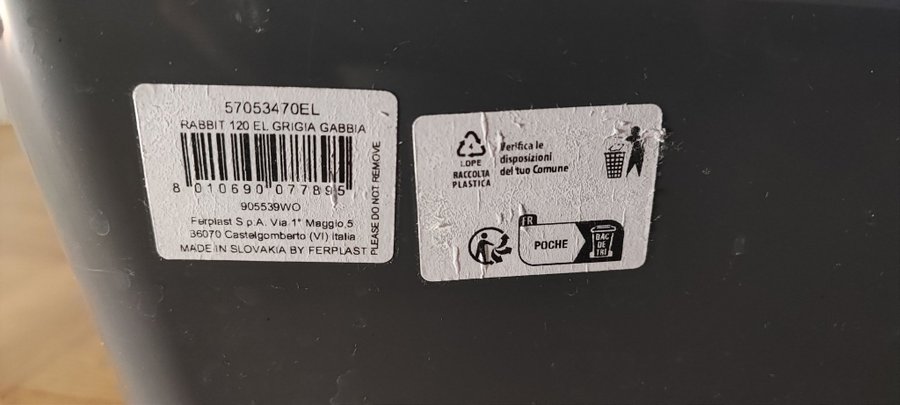 57053470EL
RABBIT 120 EL GRIGIA GABBIA
8 010690 077895
905539WO
Ferplast S.p.A. Via 1° Maggio,5
36070 Castelgomberto (VI) Italia
MADE IN SLOVAKIA BY FERPLAST
PLEASE DO NOT REMOVE
4
LDPE
RACCOLTA
PLASTICA
Verifica le
disposizioni
del tuo Comune
FR
POCHE
BAC
DE
TRI